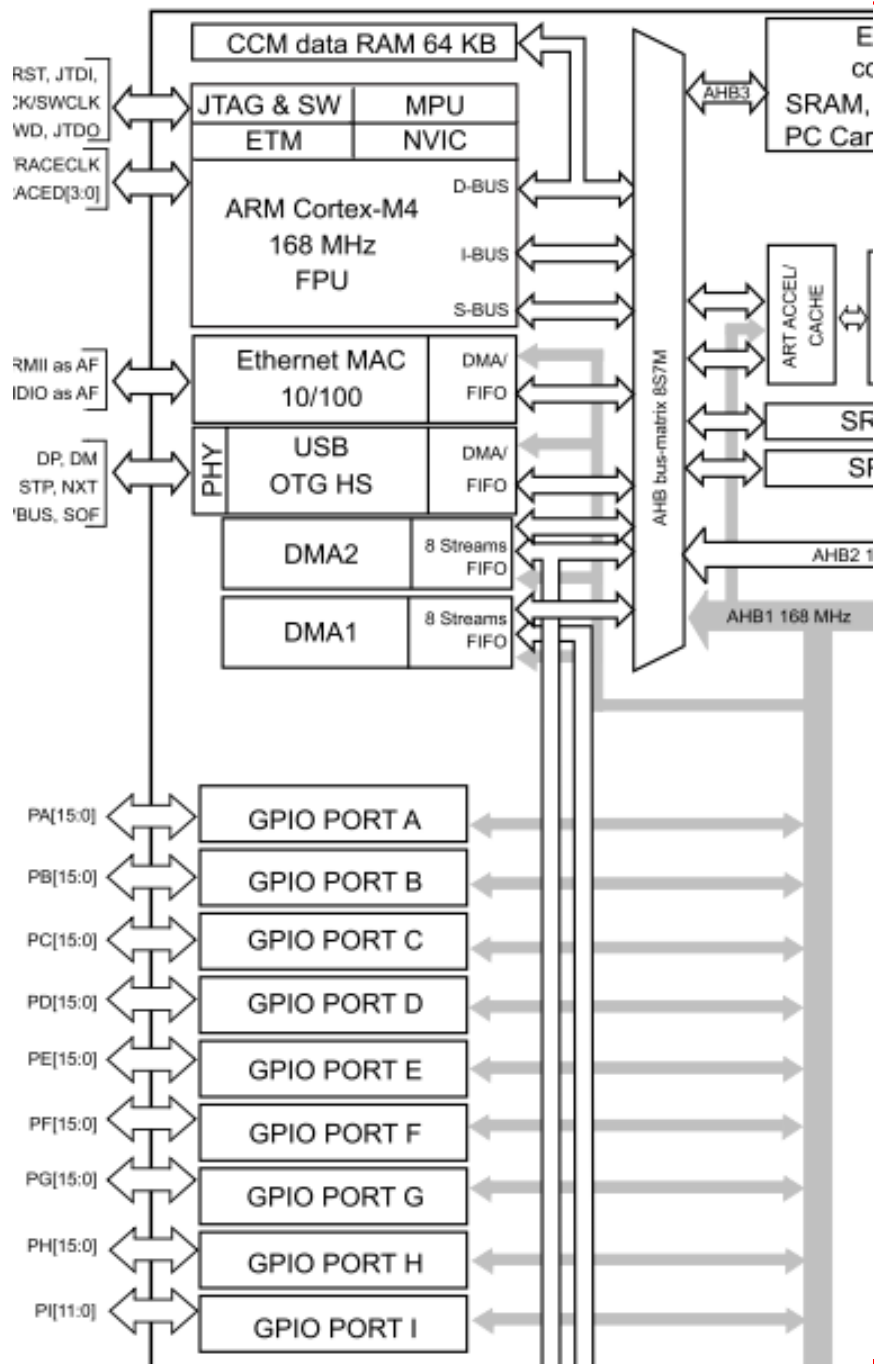 CCM data RAM 64 KB
RST, JTDI,
CK/SWCLK
WD, JTDO
RACECLK
ACED[3:0]
JTAG & SW
MPU
ETM
NVIC
ARM Cortex-M4
168 MHz
FPU
D-BUS
I-BUS
S-BUS
AHB3
E
co
SRAM,
PC Car
ART ACCEL/
CACHE
AHB bus-matrix 8S7M
RMII as AF
IDIO as AF
Ethernet MAC
10/100
DMA/
FIFO
SR
SR
DP, DM
STP, NXT
BUS, SOF
PHY
USB
OTG HS
DMA/
FIFO
DMA2
8 Streams
FIFO
AHB2 1
DMA1
8 Streams
FIFO
AHB1 168 MHz
PA[15:0]
GPIO PORT A
PB[15:0]
GPIO PORT B
PC[15:0]
GPIO PORT C
PD[15:0]
GPIO PORT D
PE[15:0]
GPIO PORT E
PF[15:0]
GPIO PORT F
PG[15:0]
GPIO PORT G
PH[15:0]
GPIO PORT H
PI[11:0]
GPIO PORT I